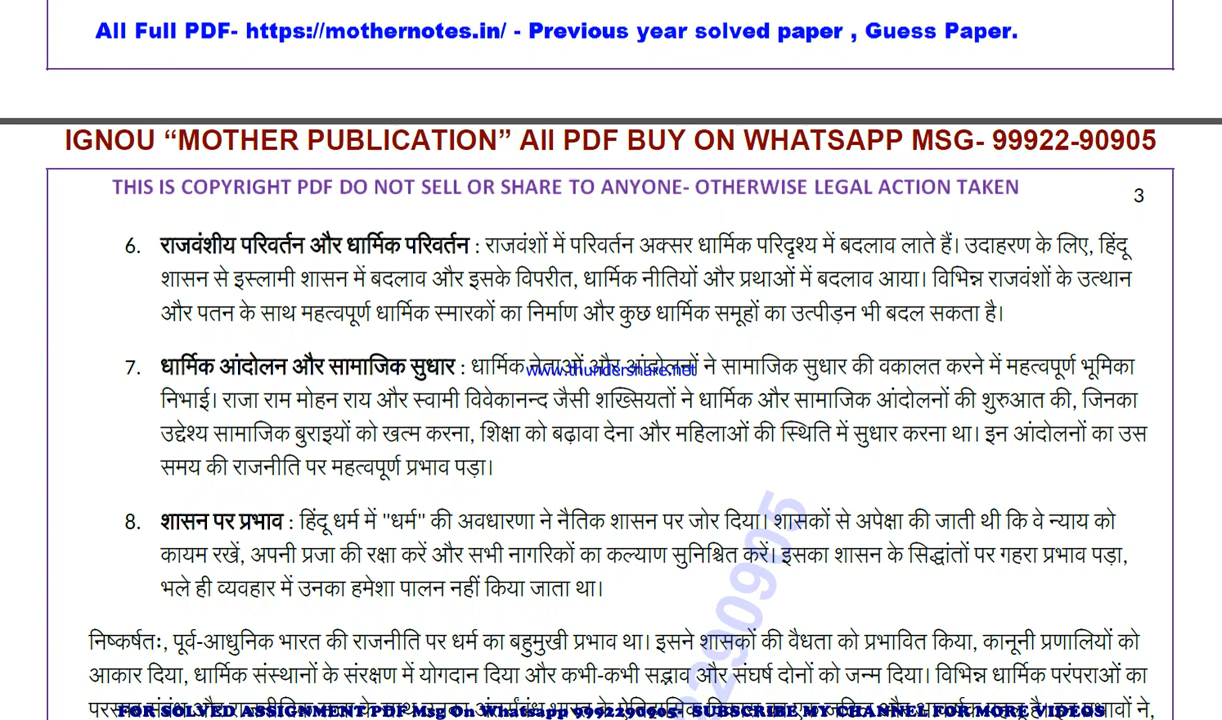 All Full PDF- https://mothernotes.in/ - Previous year solved paper , Guess Paper.
IGNOU “MOTHER PUBLICATION” All PDF BUY ON WHATSAPP MSG- 99922-90905
THIS IS COPYRIGHT PDF DO NOT SELL OR SHARE TO ANYONE- OTHERWISE LEGAL ACTION TAKEN
3
6. राजवंशीय परिवर्तन और धार्मिक परिवर्तन : राजवंशों में परिवर्तन अक्सर धार्मिक परिदृश्य में बदलाव लाते हैं। उदाहरण के लिए, हिंदू
शासन से इस्लामी शासन में बदलाव और इसके विपरीत, धार्मिक नीतियों और प्रथाओं में बदलाव आया। विभिन्न राजवंशों के उत्थान
और पतन के साथ महत्वपूर्ण धार्मिक स्मारकों का निर्माण और कुछ धार्मिक समूहों का उत्पीड़न भी बदल सकता है।
7. धार्मिक आंदोलन और सामाजिक सुधार : धार्मिक नेताओं और आंदोलनों ने सामाजिक सुधार की वकालत करने में महत्वपूर्ण भूमिका
www.thundershare.net
निभाई। राजा राम मोहन राय और स्वामी विवेकानन्द जैसी शख्सियतों ने धार्मिक और सामाजिक आंदोलनों की शुरुआत की, जिनका
उद्देश्य सामाजिक बुराइयों को खत्म करना, शिक्षा को बढ़ावा देना और महिलाओं की स्थिति में सुधार करना था। इन आंदोलनों का उस
समय की राजनीति पर महत्वपूर्ण प्रभाव पड़ा।
8. शासन पर प्रभाव : हिंदू धर्म में "धर्म" की अवधारणा ने नैतिक शासन पर जोर दिया। शासकों से अपेक्षा की जाती थी कि वे न्याय को
कायम रखें, अपनी प्रजा की रक्षा करें और सभी नागरिकों का कल्याण सुनिश्चित करें। इसका शासन के सिद्धांतों पर गहरा प्रभाव पड़ा,
भले ही व्यवहार में उनका हमेशा पालन नहीं किया जाता था।
290905
निष्कर्षतः, पूर्व-आधुनिक भारत की राजनीति पर धर्म का बहुमुखी प्रभाव था। इसने शासकों की वैधता को प्रभावित किया, कानूनी प्रणालियों को
आकार दिया, धार्मिक संस्थानों के संरक्षण में योगदान दिया और कभी-कभी सद्भाव और संघर्ष दोनों को जन्म दिया। विभिन्न धार्मिक परंपराओं का
FOR SOLVED ASSIGNMENT PDF Msg On Whatsapp 9992290905- SUBSCRIBE MY CHANNEL FOR MORE VIDEOS